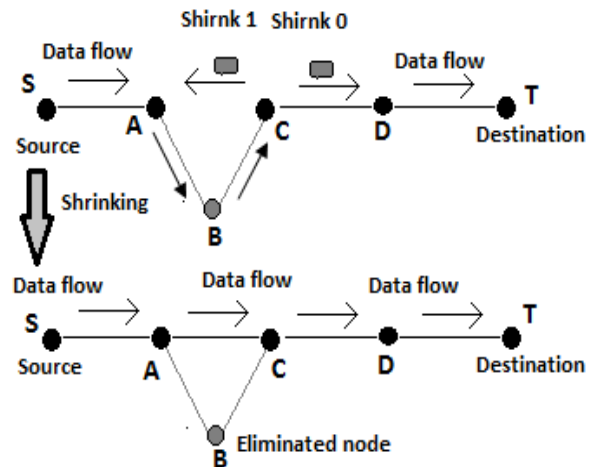 Shirnk 1 Shirnk 0
Data flow
Data flow
S
T
A
C
D
Source
Destination
B
Shrinking
Data flow
Data flow
Data flow
S
T
Source
A
C
D
Destination
B
Eliminated node